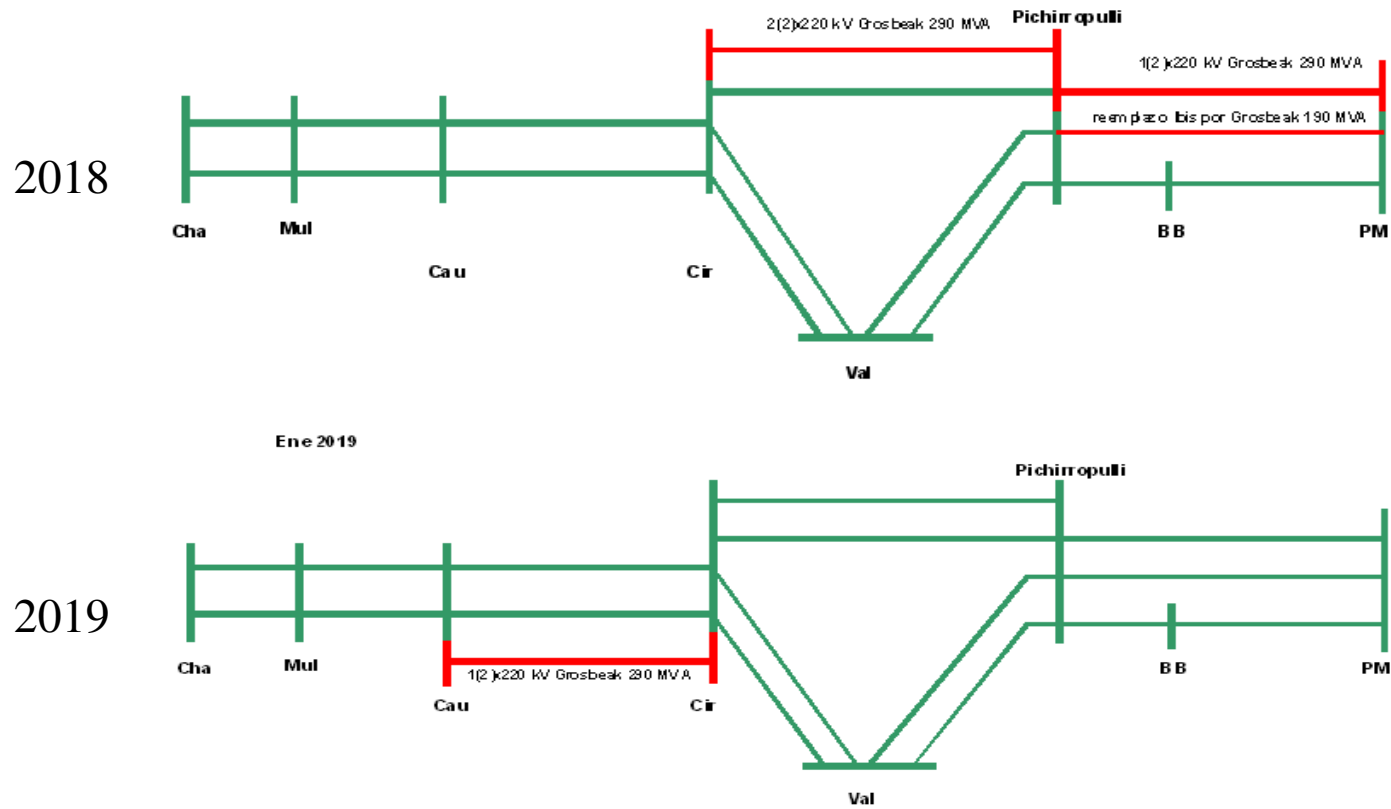 2(2)x220 kV Grosbeak 290 MVA
Pichirropulli
1(2)x220 kV Grosbeak 290 MVA
reemplazo Ibis por Grosbeak 190 MVA
2018
Cha
Mul
Cau
Cir
BB
PM
Val
Ene 2019
Pichirropulli
2019
Cha
Mul
1(2)x220 kV Grosbeak 290 MVA
Cau
Cir
BB
PM
Val